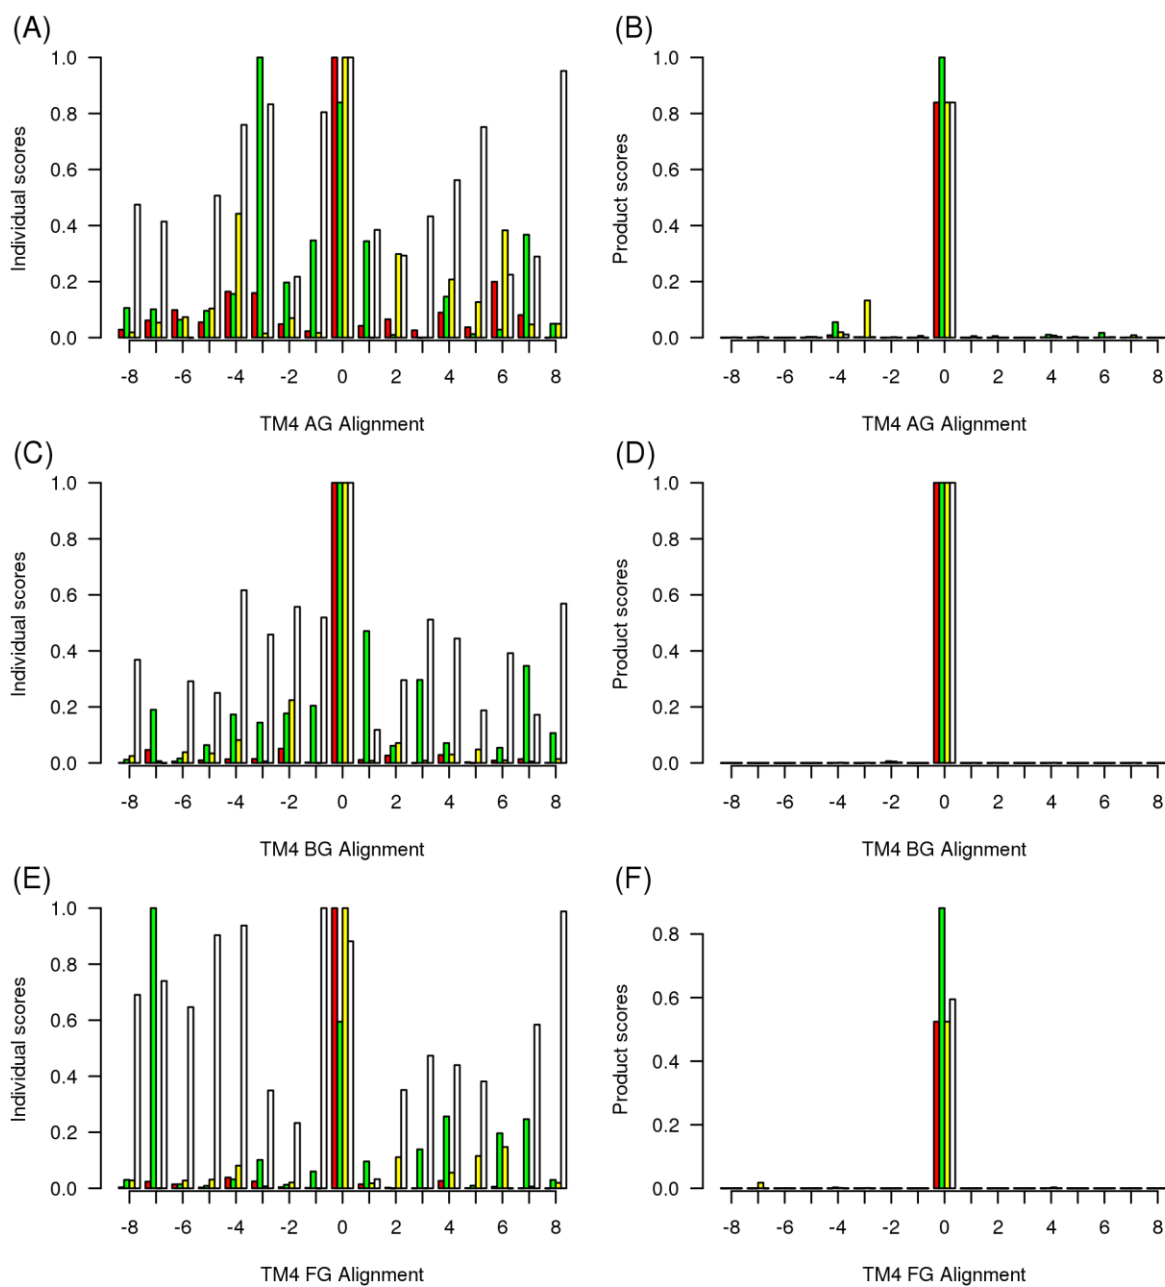 (A)
1.0
0.8
0.6
0.4
0.2
0.0
Individual scores
-8 -6 -4 -2 0 2 4 6 8
TM4 AG Alignment
(B)
1.0
0.8
0.6
0.4
0.2
0.0
Product scores
-8 -6 -4 -2 0 2 4 6 8
TM4 AG Alignment
(C)
1.0
0.8
0.6
0.4
0.2
0.0
Individual scores
-8 -6 -4 -2 0 2 4 6 8
TM4 BG Alignment
(D)
1.0
0.8
0.6
0.4
0.2
0.0
Product scores
-8 -6 -4 -2 0 2 4 6 8
TM4 BG Alignment
(E)
1.0
0.8
0.6
0.4
0.2
0.0
Individual scores
-8 -6 -4 -2 0 2 4 6 8
TM4 FG Alignment
(F)
0.8
0.6
0.4
0.2
0.0
Product scores
-8 -6 -4 -2 0 2 4 6 8
TM4 FG Alignment